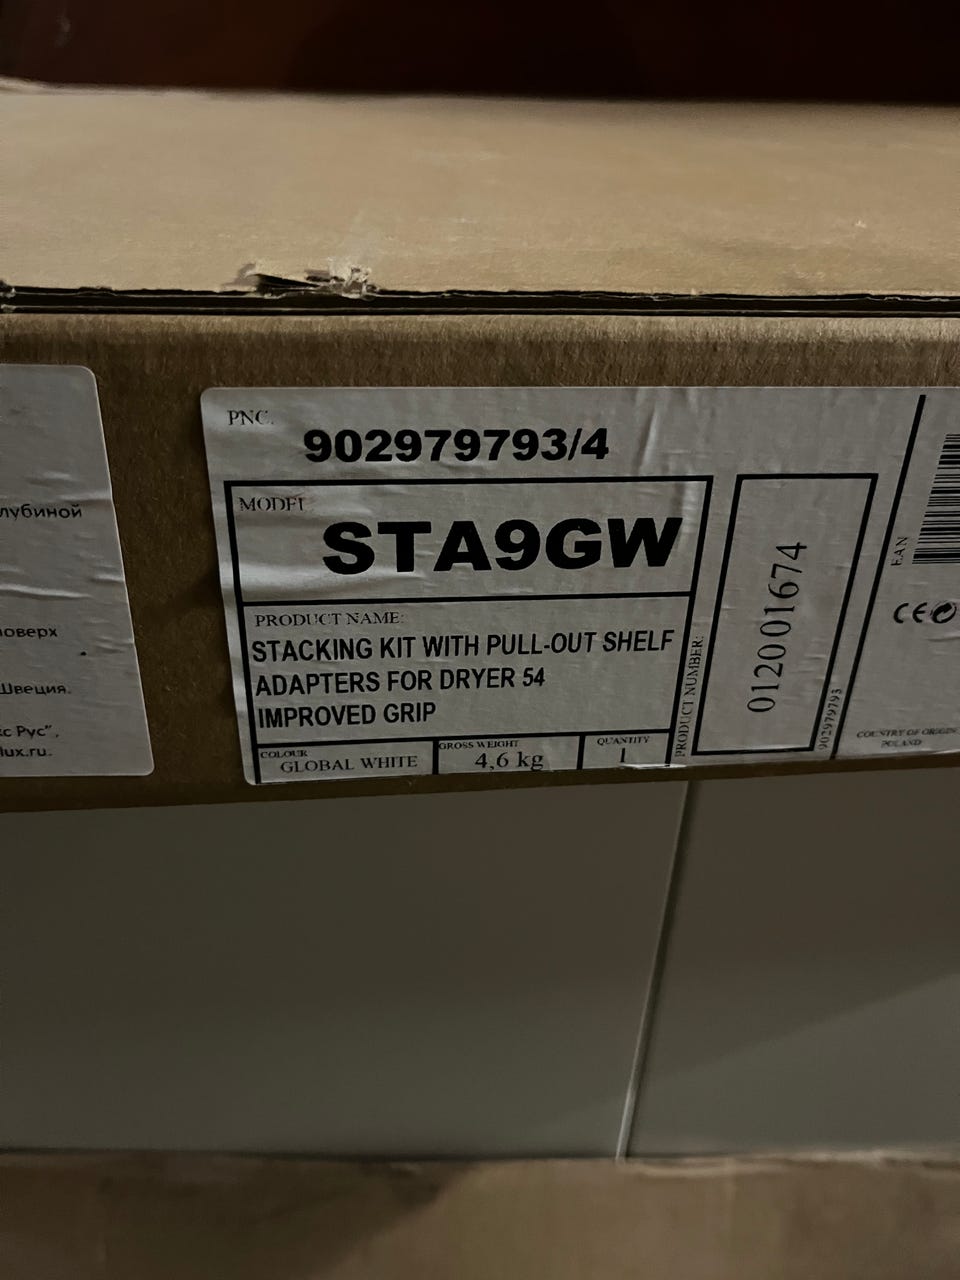 лубиной
оверх
Швеция.
с Рус",
lux.ru.
PNC.
902979793/4
MODEL
STA9GW
PRODUCT NAME:
STACKING KIT WITH PULL-OUT SHELF
ADAPTERS FOR DRYER 54
IMPROVED GRIP
COLOUR
GLOBAL WHITE
GROSS WEIGHT
4,6 kg
QUANTITY
1
PRODUCT NUMBER:
012001674
902979793
EAN
CE
COUNTRY OF ORIGIN
POLAND